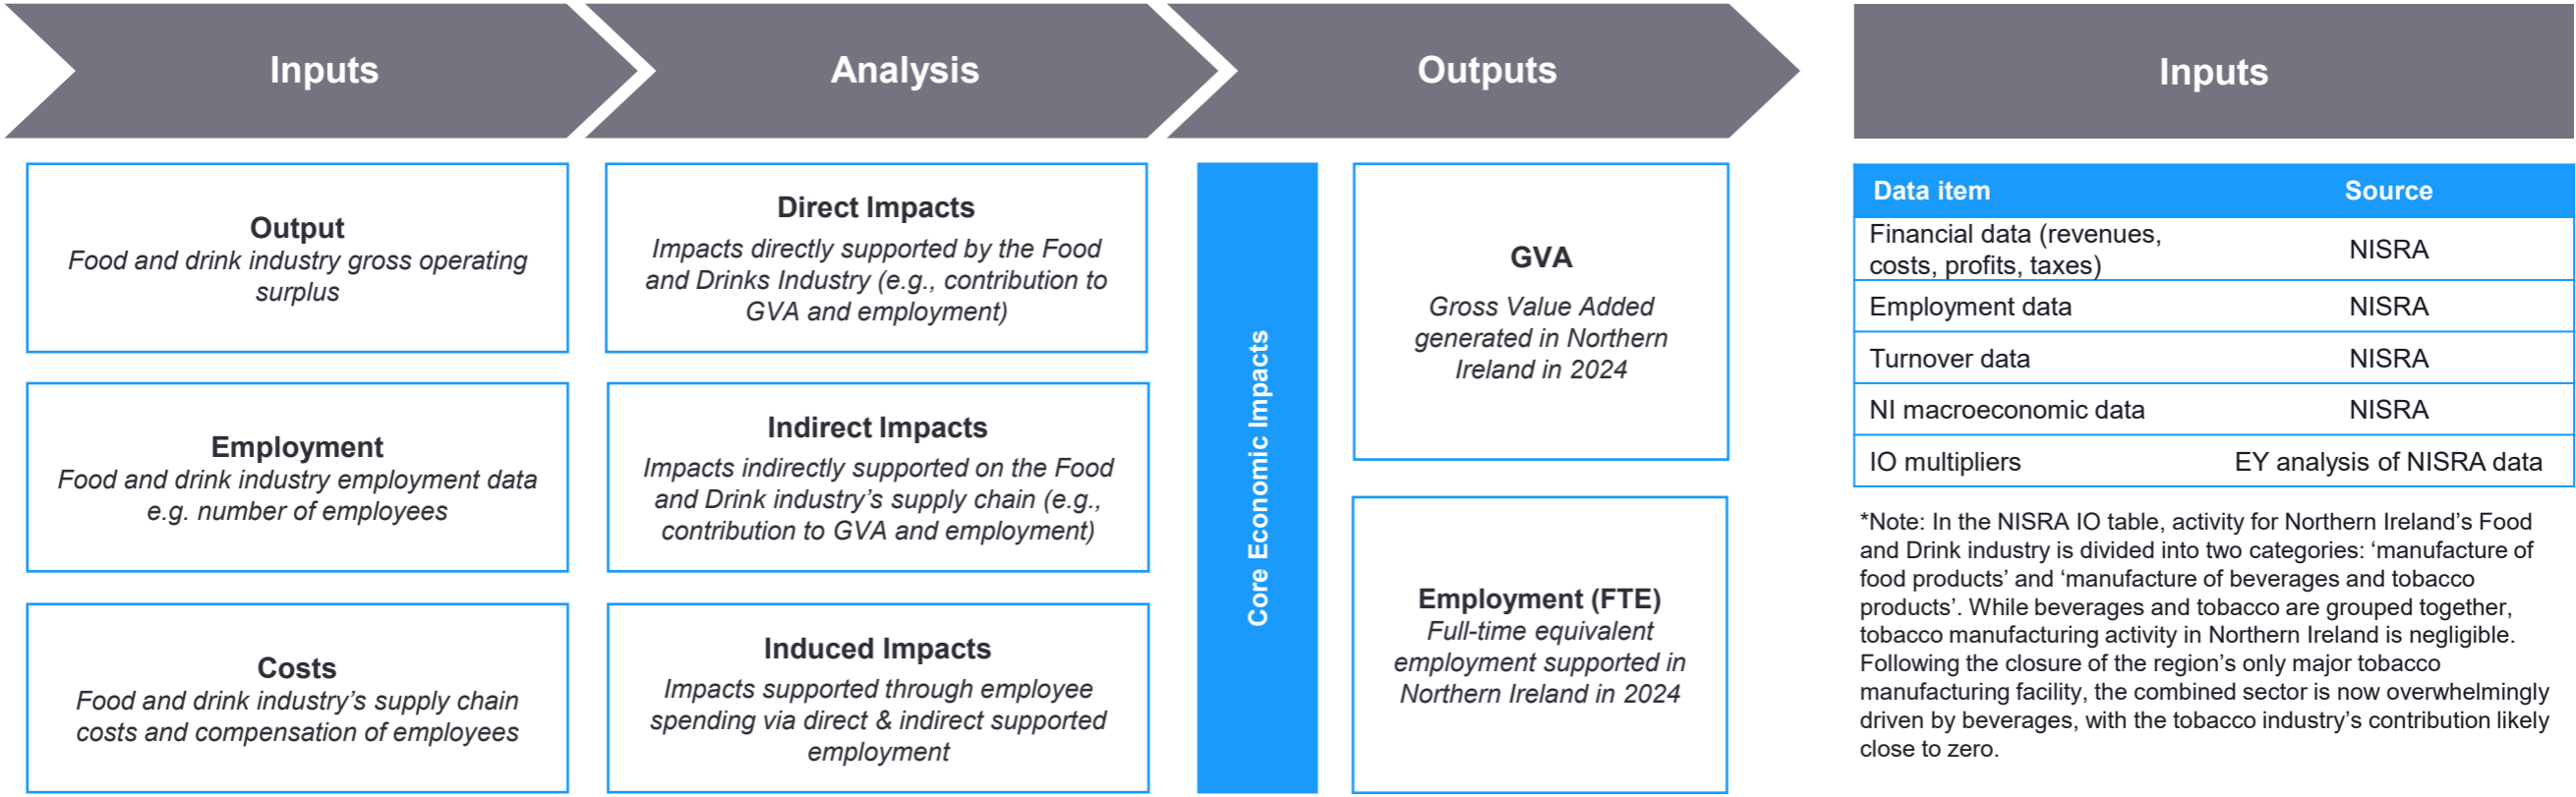 Inputs
Analysis
Outputs
Output
Food and drink industry gross operating
surplus
Employment
Food and drink industry employment data
e.g. number of employees
Costs
Food and drink industry's supply chain
costs and compensation of employees
Direct Impacts
Impacts directly supported by the Food
and Drinks Industry (e.g., contribution to
GVA and employment)
Indirect Impacts
Impacts indirectly supported on the Food
and Drink industry's supply chain (e.g.,
contribution to GVA and employment)
Induced Impacts
Impacts supported through employee
spending via direct & indirect supported
employment
Core Economic Impacts
GVA
Gross Value Added
generated in Northern
Ireland in 2024
Employment (FTE)
Full-time equivalent
employment supported in
Northern Ireland in 2024
Inputs
Data item Source
Financial data (revenues,
costs, profits, taxes) NISRA
Employment data NISRA
Turnover data NISRA
NI macroeconomic data NISRA
IO multipliers EY analysis of NISRA data
*Note: In the NISRA IO table, activity for Northern Ireland's Food
and Drink industry is divided into two categories: 'manufacture of
food products' and 'manufacture of beverages and tobacco
products'. While beverages and tobacco are grouped together,
tobacco manufacturing activity in Northern Ireland is negligible.
Following the closure of the region's only major tobacco
manufacturing facility, the combined sector is now overwhelmingly
driven by beverages, with the tobacco industry's contribution likely
close to zero.